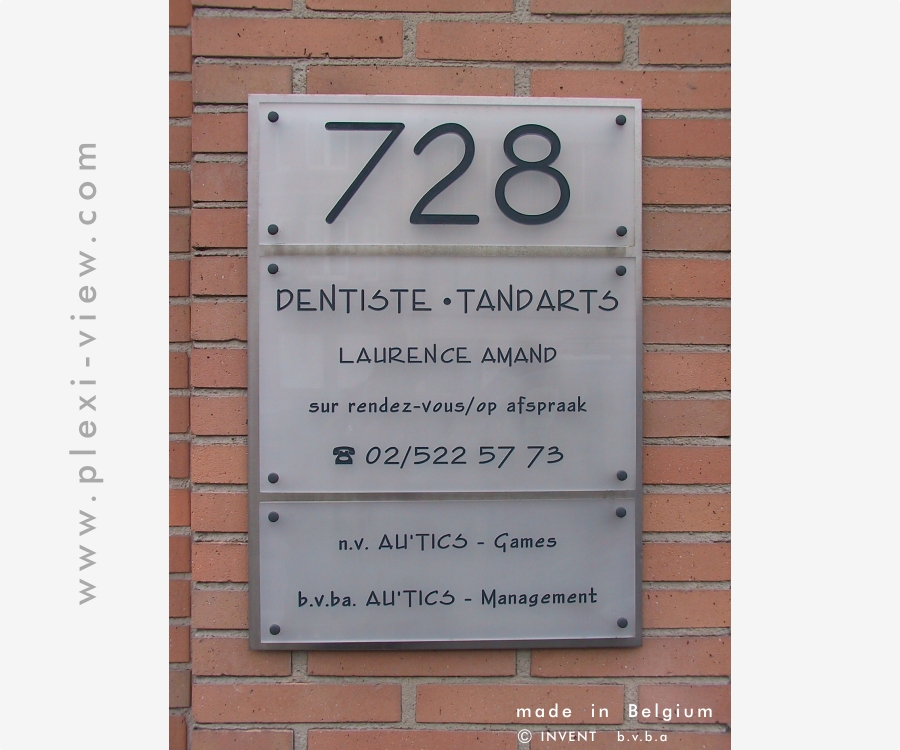 www.plexi-view.com
728
DENTISTE • TANDARTS
LAURENCE AMAND
sur rendez-vous/op afspraak
☎ 02/522 57 73
n.v. AU'TICS - Games
b.v.ba. AU'TICS - Management
made in Belgium
© INVENT b.v.b.a